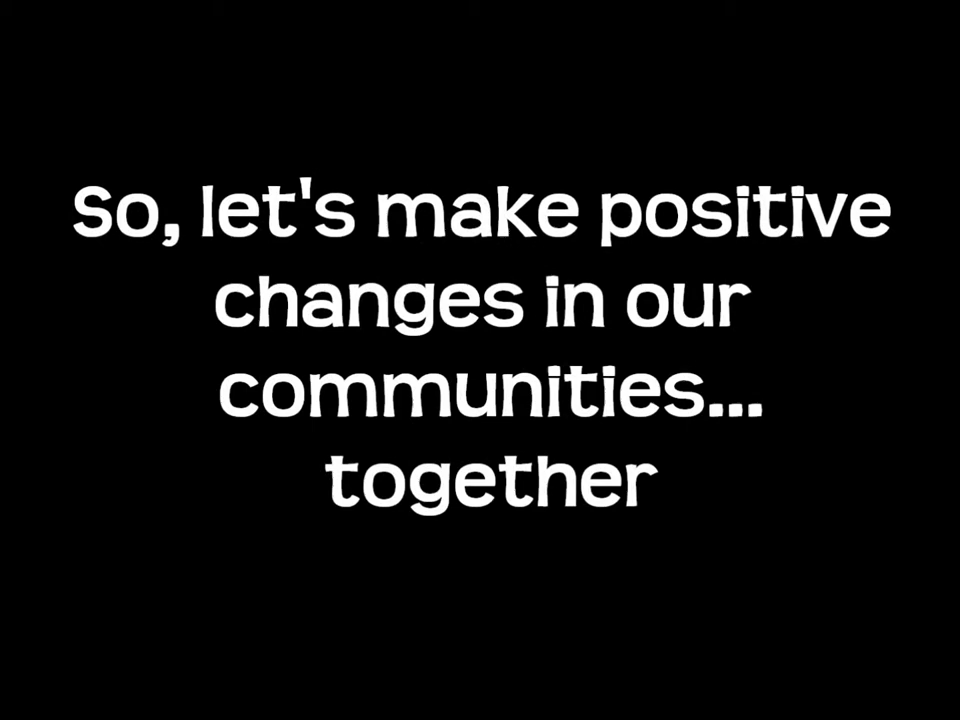 So, let's make positive
changes in our
communities...
together